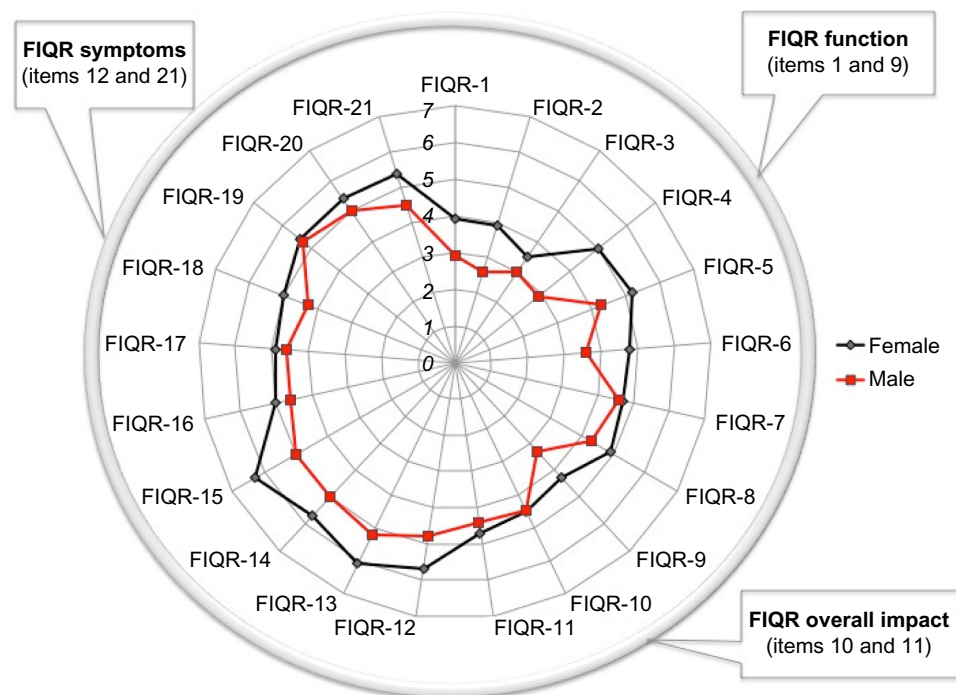 FIQR symptoms
(items 12 and 21)
FIQR function
(items 1 and 9)
FIQR-1
FIQR-2
FIQR-3
FIQR-4
FIQR-5
FIQR-6
FIQR-7
FIQR-8
FIQR-9
FIQR-10
FIQR-11
FIQR-12
FIQR-13
FIQR-14
FIQR-15
FIQR-16
FIQR-17
FIQR-18
FIQR-19
FIQR-20
FIQR-21
7
6
5
4
3
2
1
0
Female
Male
FIQR overall impact
(items 10 and 11)